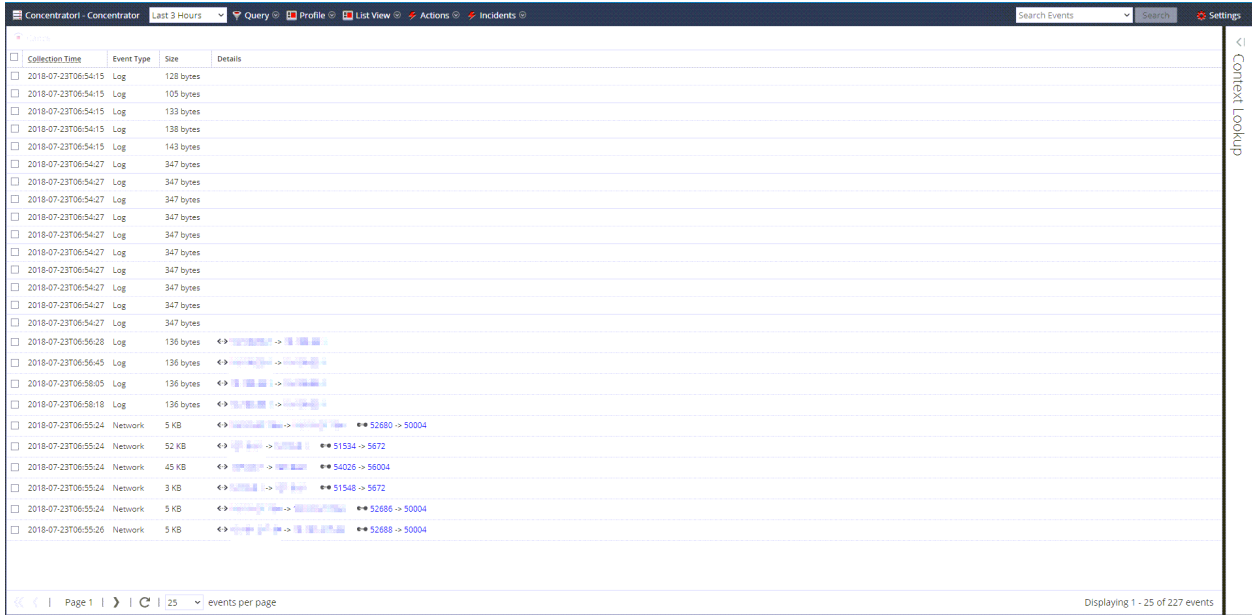 ConcentratorI - Concentrator Last 3 Hours Query Profile List View Actions Incidents Search Events Search Settings
Collection Time Event Type Size Details
2018-07-23T06:54:15 Log 128 bytes
2018-07-23T06:54:15 Log 105 bytes
2018-07-23T06:54:15 Log 133 bytes
2018-07-23T06:54:15 Log 138 bytes
2018-07-23T06:54:15 Log 143 bytes
2018-07-23T06:54:27 Log 347 bytes
2018-07-23T06:54:27 Log 347 bytes
2018-07-23T06:54:27 Log 347 bytes
2018-07-23T06:54:27 Log 347 bytes
2018-07-23T06:54:27 Log 347 bytes
2018-07-23T06:54:27 Log 347 bytes
2018-07-23T06:54:27 Log 347 bytes
2018-07-23T06:54:27 Log 347 bytes
2018-07-23T06:54:27 Log 347 bytes
2018-07-23T06:54:27 Log 347 bytes
2018-07-23T06:56:28 Log 136 bytes ->
2018-07-23T06:56:45 Log 136 bytes ->
2018-07-23T06:58:05 Log 136 bytes ->
2018-07-23T06:58:18 Log 136 bytes ->
2018-07-23T06:55:24 Network 5 KB -> 52680 -> 50004
2018-07-23T06:55:24 Network 52 KB -> 51534 -> 5672
2018-07-23T06:55:24 Network 45 KB -> 54026 -> 56004
2018-07-23T06:55:24 Network 3 KB -> 51548 -> 5672
2018-07-23T06:55:24 Network 5 KB -> 52686 -> 50004
2018-07-23T06:55:26 Network 5 KB -> 52688 -> 50004
Page 1 | 25 events per page Displaying 1 - 25 of 227 events
Context Lookup